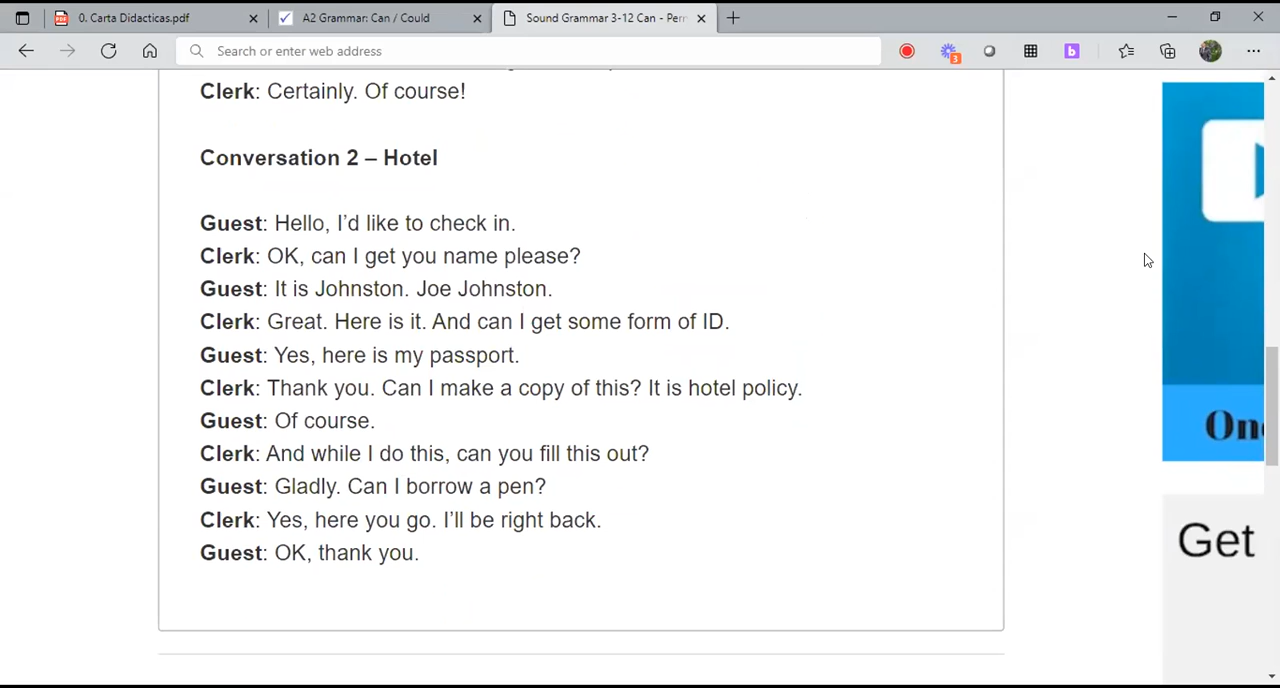 0. Carta Didacticas.pdf
A2 Grammar: Can / Could
Sound Grammar 3-12 Can - Perm
Search or enter web address
3
b
Clerk: Certainly. Of course!
Conversation 2 – Hotel
Guest: Hello, I’d like to check in.
Clerk: OK, can I get you name please?
Guest: It is Johnston. Joe Johnston.
Clerk: Great. Here is it. And can I get some form of ID.
Guest: Yes, here is my passport.
Clerk: Thank you. Can I make a copy of this? It is hotel policy.
Guest: Of course.
Clerk: And while I do this, can you fill this out?
Guest: Gladly. Can I borrow a pen?
Clerk: Yes, here you go. I’ll be right back.
Guest: OK, thank you.
On
Get